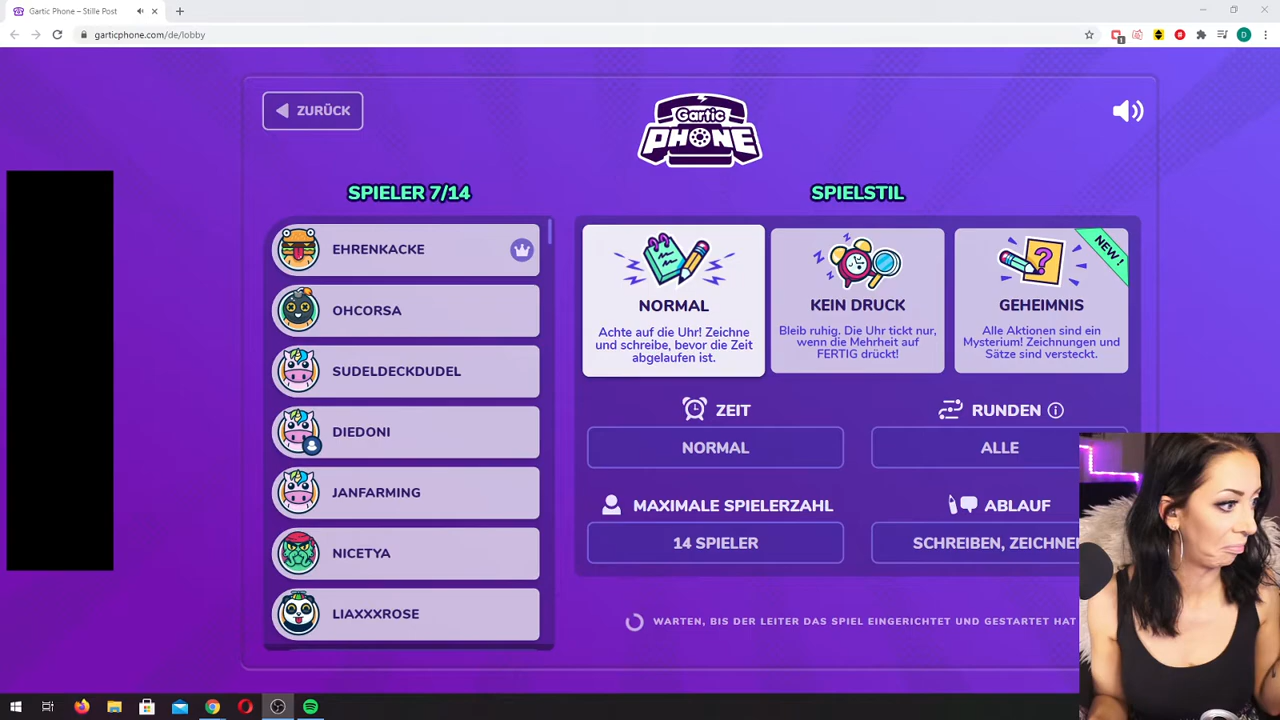 Gartic Phone – Stille Post
garticphone.com/de/lobby
1
D
ZURÜCK
Gartic
PHONE
SPIELER 7/14
EHRENKACKE
OHCORSA
SUDELDECKDUDEL
DIEDONI
JANFARMING
NICETYA
LIAXXXROSE
SPIELSTIL
NORMAL
Achte auf die Uhr! Zeichne
und schreibe, bevor die Zeit
abgelaufen ist.
KEIN DRUCK
Bleib ruhig. Die Uhr tickt nur,
wenn die Mehrheit auf
FERTIG drückt!
NEW!
GEHEIMNIS
Alle Aktionen sind ein
Mysterium! Zeichnungen und
Sätze sind versteckt.
ZEIT
NORMAL
RUNDEN
ALLE
MAXIMALE SPIELERZAHL
14 SPIELER
ABLAUF
SCHREIBEN, ZEICHNEN
WARTEN, BIS DER LEITER DAS SPIEL EINGERICHTET UND GESTARTET HAT